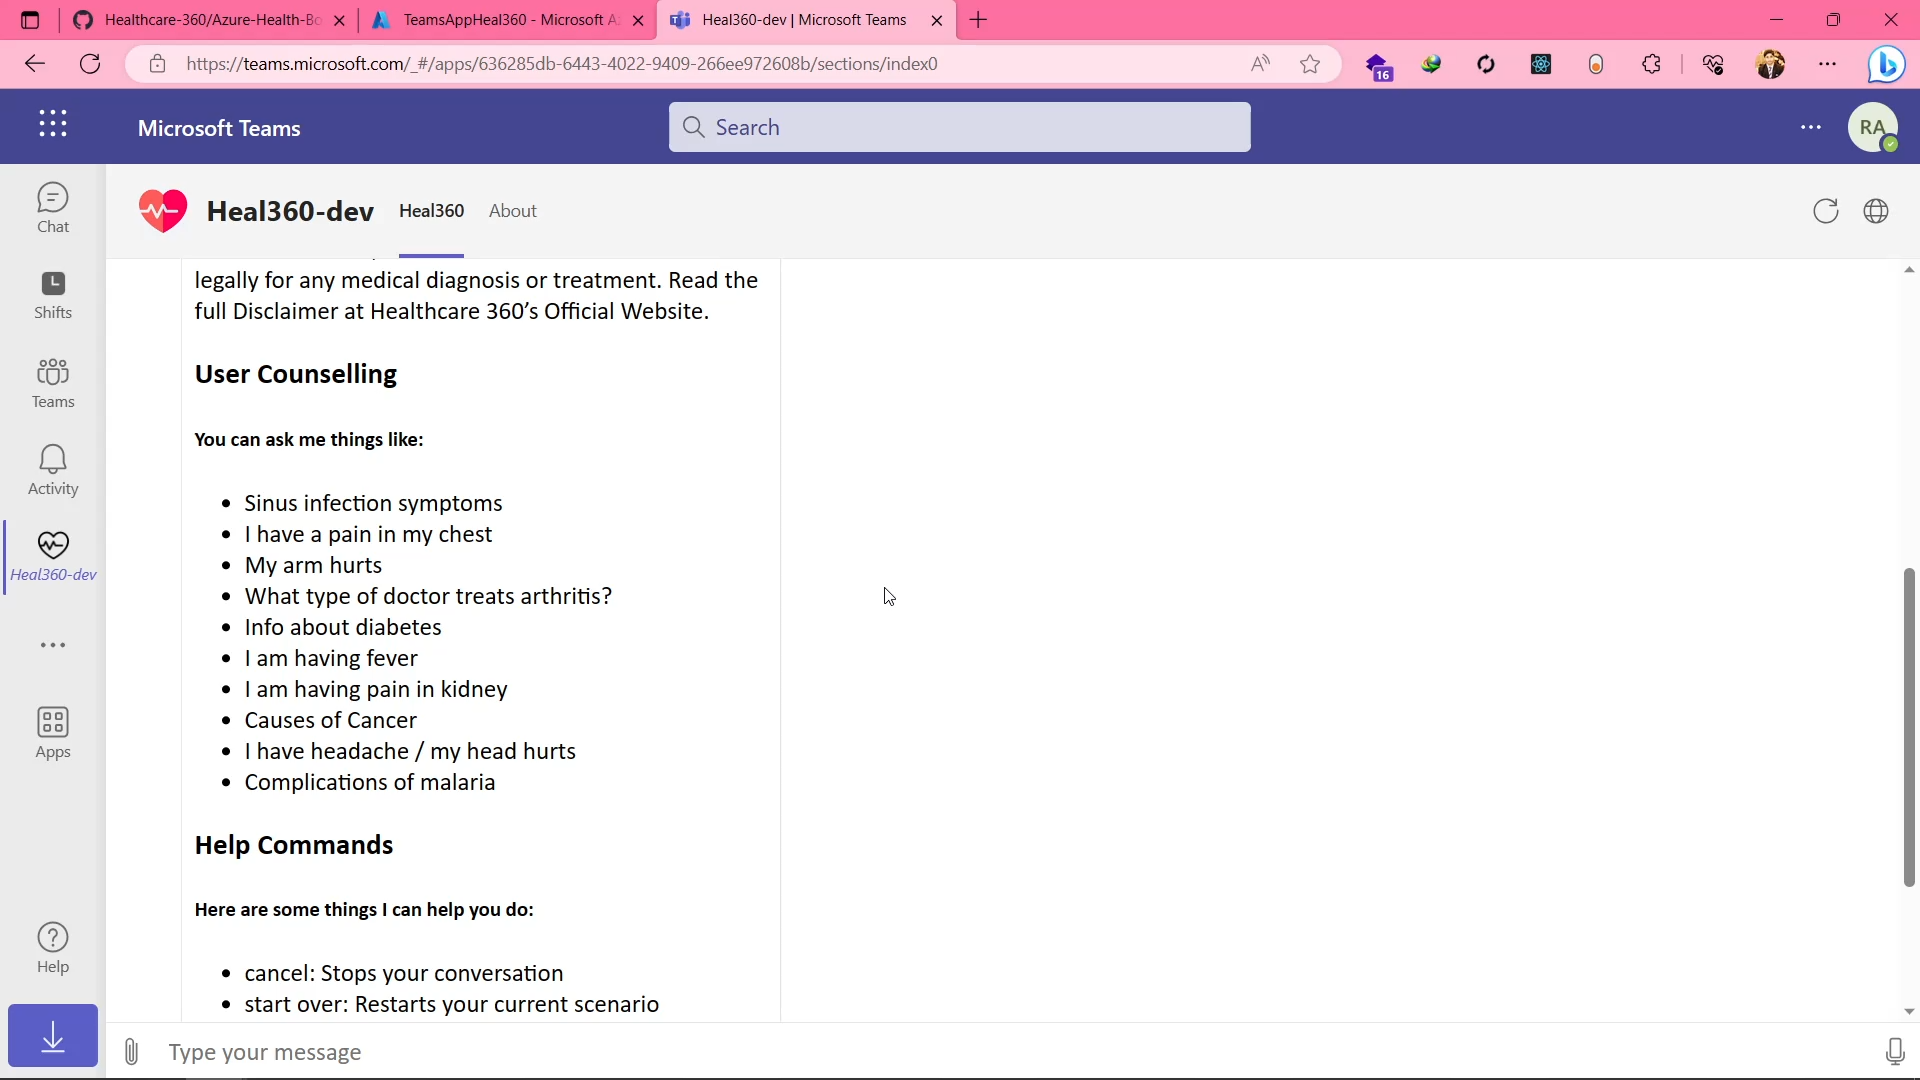 Healthcare-360/Azure-Health-Bo
TeamsAppHeal360 - Microsoft A
Heal360-dev | Microsoft Teams
https://teams.microsoft.com/_#/apps/636285db-6443-4022-9409-266ee972608b/sections/index0
16
Microsoft Teams
Search
RA
Chat
Shifts
Teams
Activity
Heal360-dev
Apps
Help
Heal360-dev
Heal360
About
legally for any medical diagnosis or treatment. Read the
full Disclaimer at Healthcare 360’s Official Website.
User Counselling
You can ask me things like:
• Sinus infection symptoms
• I have a pain in my chest
• My arm hurts
• What type of doctor treats arthritis?
• Info about diabetes
• I am having fever
• I am having pain in kidney
• Causes of Cancer
• I have headache / my head hurts
• Complications of malaria
Help Commands
Here are some things I can help you do:
• cancel: Stops your conversation
• start over: Restarts your current scenario
Type your message